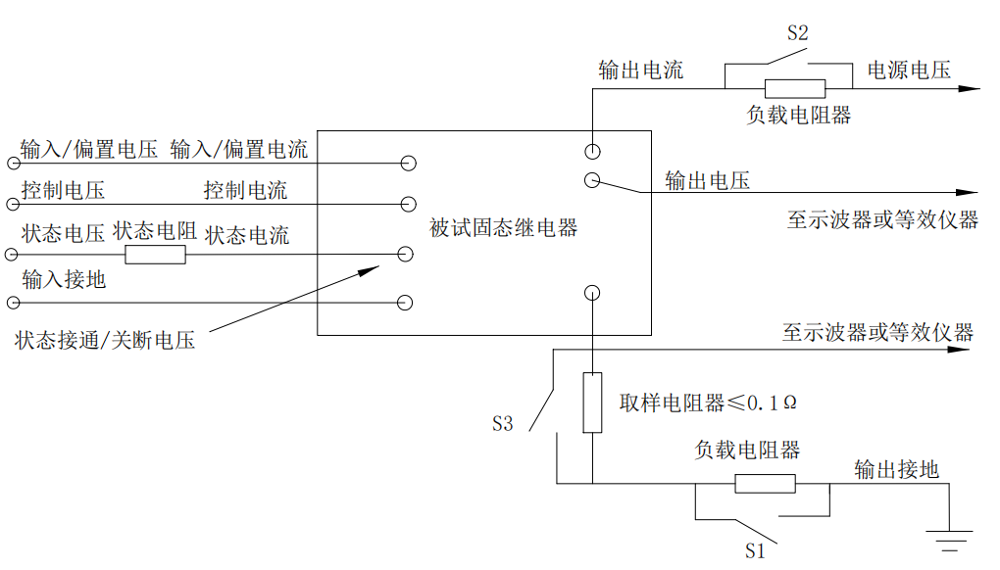 S2
输出电流
电源电压
负载电阻器
输入/偏置电压 输入/偏置电流
控制电压 控制电流
输出电压
状态电压 状态电阻 状态电流
被试固态继电器
至示波器或等效仪器
输入接地
状态接通/关断电压
至示波器或等效仪器
取样电阻器≤0.1Ω
S3
负载电阻器
输出接地
S1